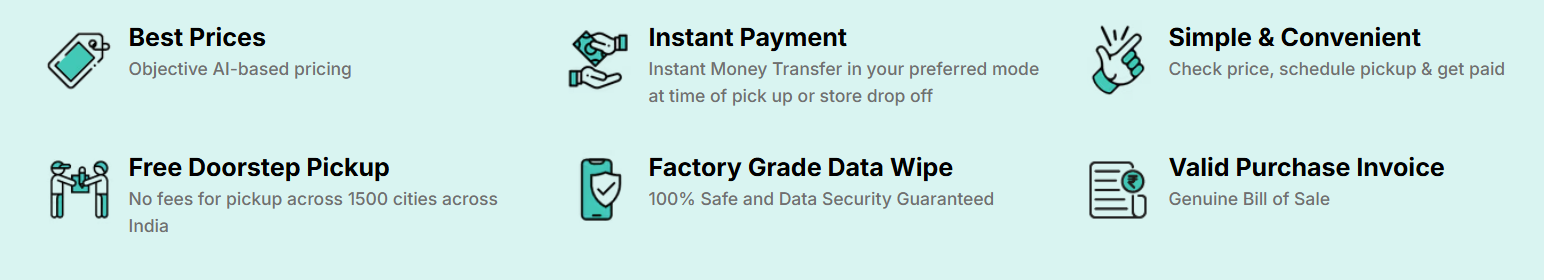 Best Prices
Objective AI-based pricing
Instant Payment
Instant Money Transfer in your preferred mode
at time of pick up or store drop off
Simple & Convenient
Check price, schedule pickup & get paid
Free Doorstep Pickup
No fees for pickup across 1500 cities across
India
Factory Grade Data Wipe
100% Safe and Data Security Guaranteed
Valid Purchase Invoice
₹
Genuine Bill of Sale